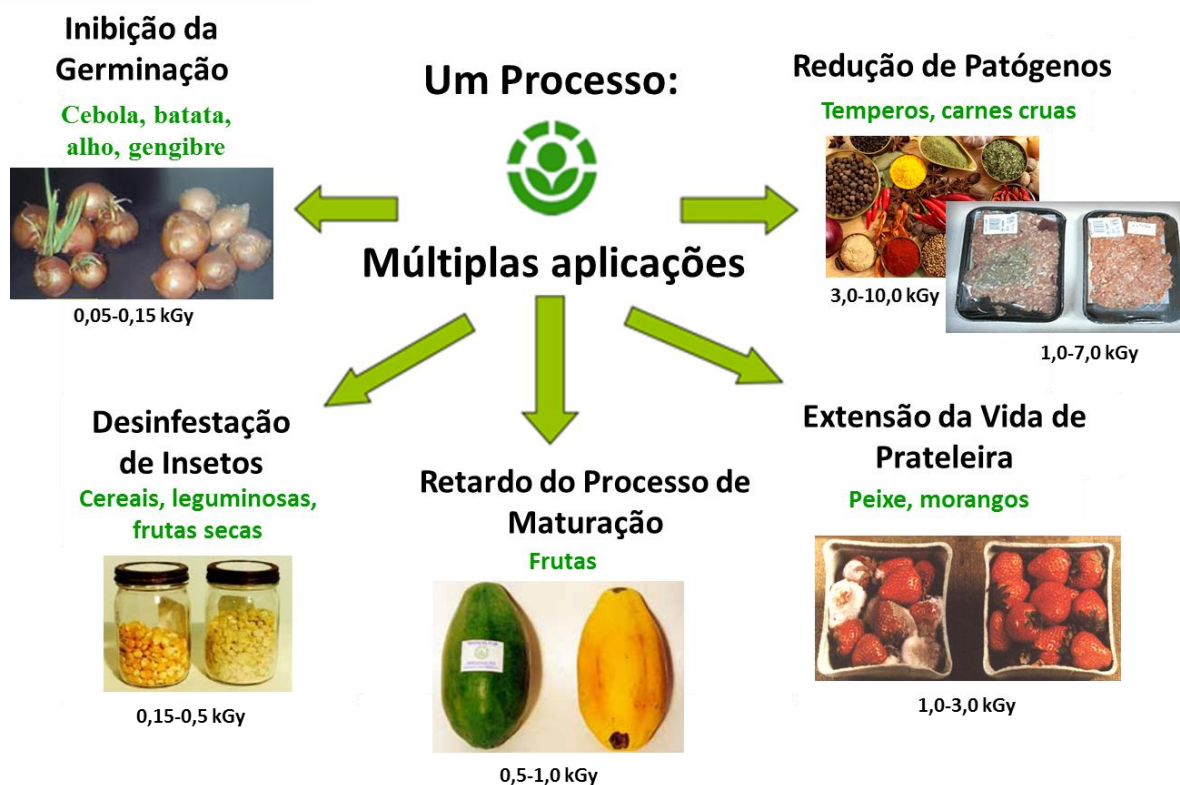 Um Processo:
Múltiplas aplicações
Inibição da
Germinação
Cebola, batata,
alho, gengibre
0,05-0,15 kGy
Redução de Patógenos
Temperos, carnes cruas
3,0-10,0 kGy
1,0-7,0 kGy
Desinfestação
de Insetos
Cereais, leguminosas,
frutas secas
0,15-0,5 kGy
Retardo do Processo de
Maturação
Frutas
0,5-1,0 kGy
Extensão da Vida de
Prateleira
Peixe, morangos
1,0-3,0 kGy